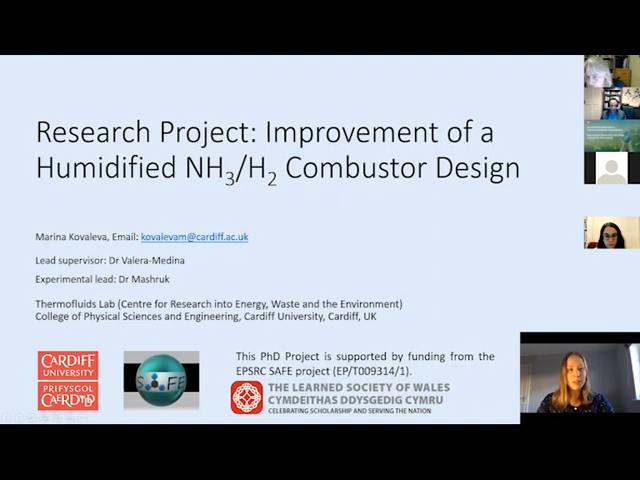 Research Project: Improvement of a
Humidified NH₃/H₂ Combustor Design
Marina Kovaleva, Email: kovalevam@cardiff.ac.uk
Lead supervisor: Dr Valera-Medina
Experimental lead: Dr Mashruk
Thermofluids Lab (Centre for Research into Energy, Waste and the Environment)
College of Physical Sciences and Engineering, Cardiff University, Cardiff, UK
This PhD Project is supported by funding from the
EPSRC SAFE project (EP/T009314/1).
CARDIFF
UNIVERSITY
PRIFYSGOL
CAERDYDD
SAFE
THE LEARNED SOCIETY OF WALES
CYMDEITHAS DDYSGEDIG CYMRU
CELEBRATING SCHOLARSHIP AND SERVING THE NATION